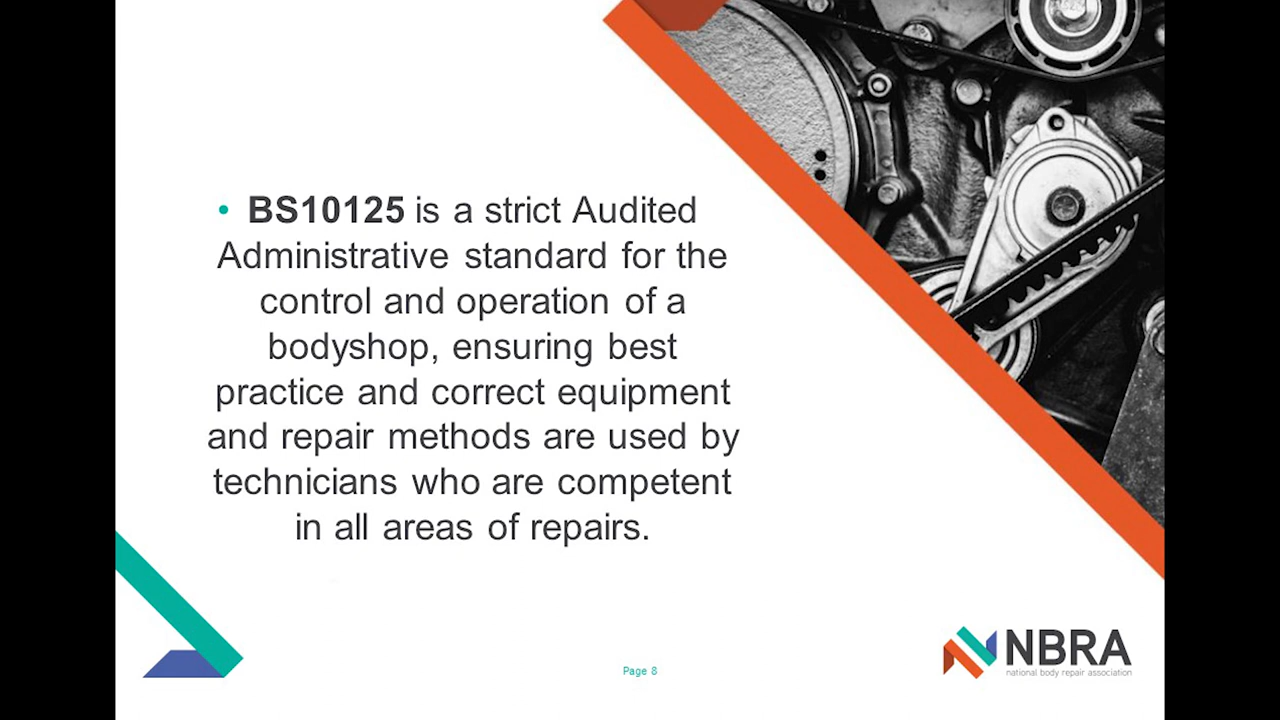 • BS10125 is a strict Audited
Administrative standard for the
control and operation of a
bodyshop, ensuring best
practice and correct equipment
and repair methods are used by
technicians who are competent
in all areas of repairs.
Page 8
NBRA
national body repair association